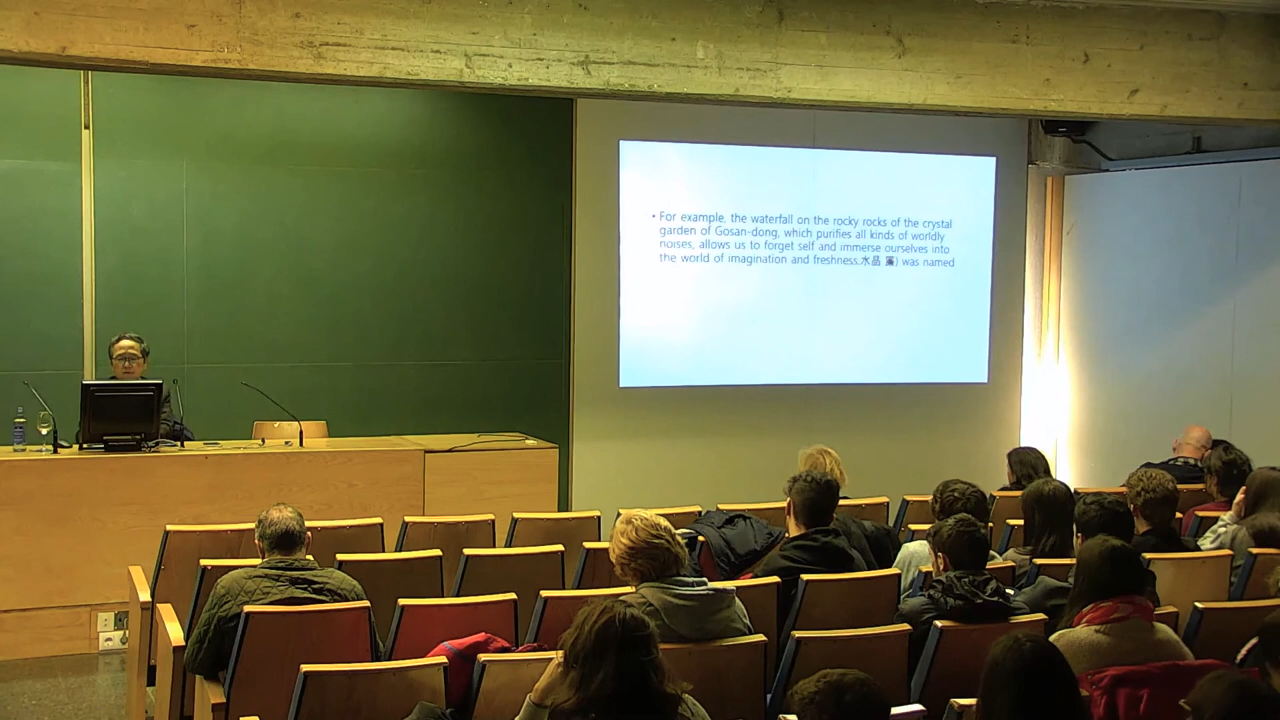 • For example, the waterfall on the rocky rocks of the crystal
garden of Gosan-dong, which purifies all kinds of worldly
noises, allows us to forget self and immerse ourselves into
the world of imagination and freshness.水品 ) was named